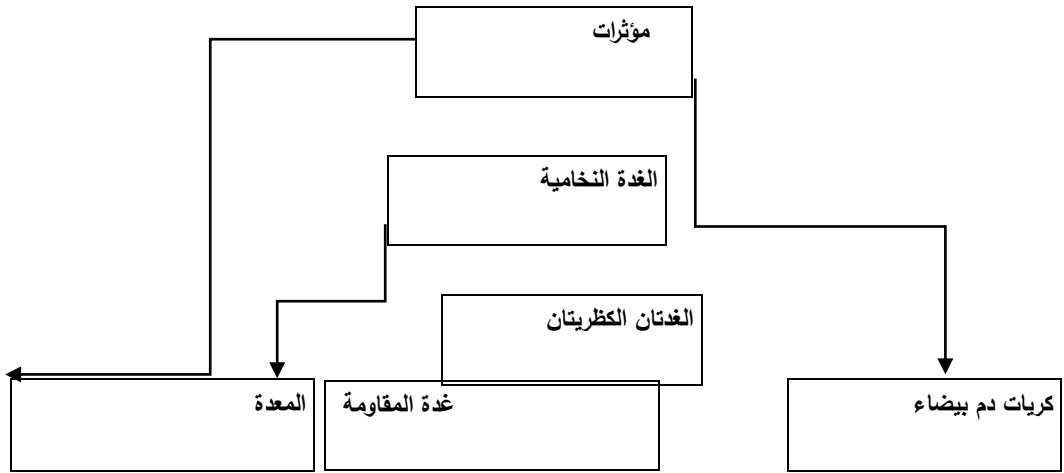 مؤثرات
الغدة النخامية
الغدتان الكظريتان
كريات دم بيضاء
غدة المقاومة
المعدة